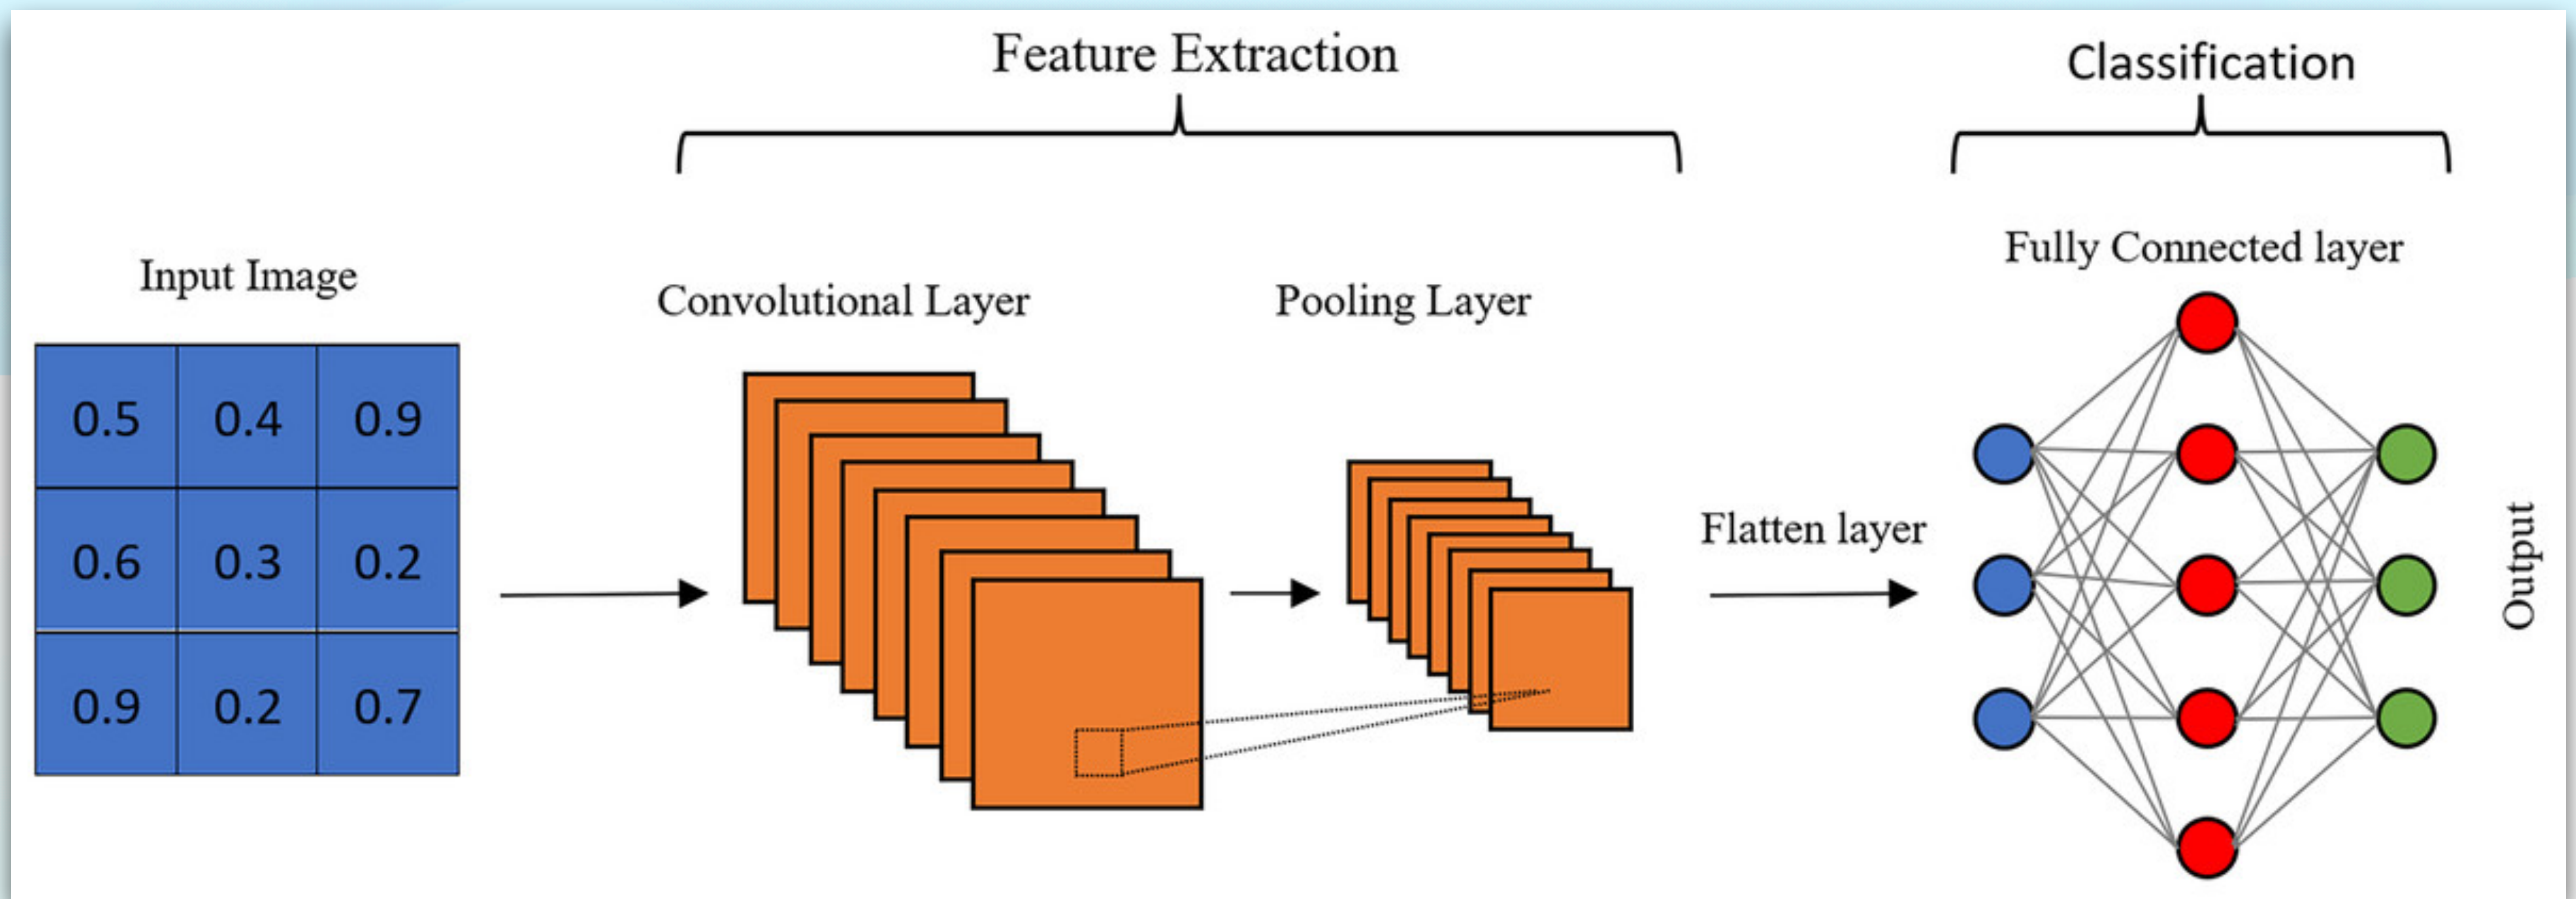 Feature Extraction
Classification
Input Image
Convolutional Layer
Pooling Layer
Fully Connected layer
0.5 0.4 0.9
0.6 0.3 0.2
0.9 0.2 0.7
Flatten layer
Output